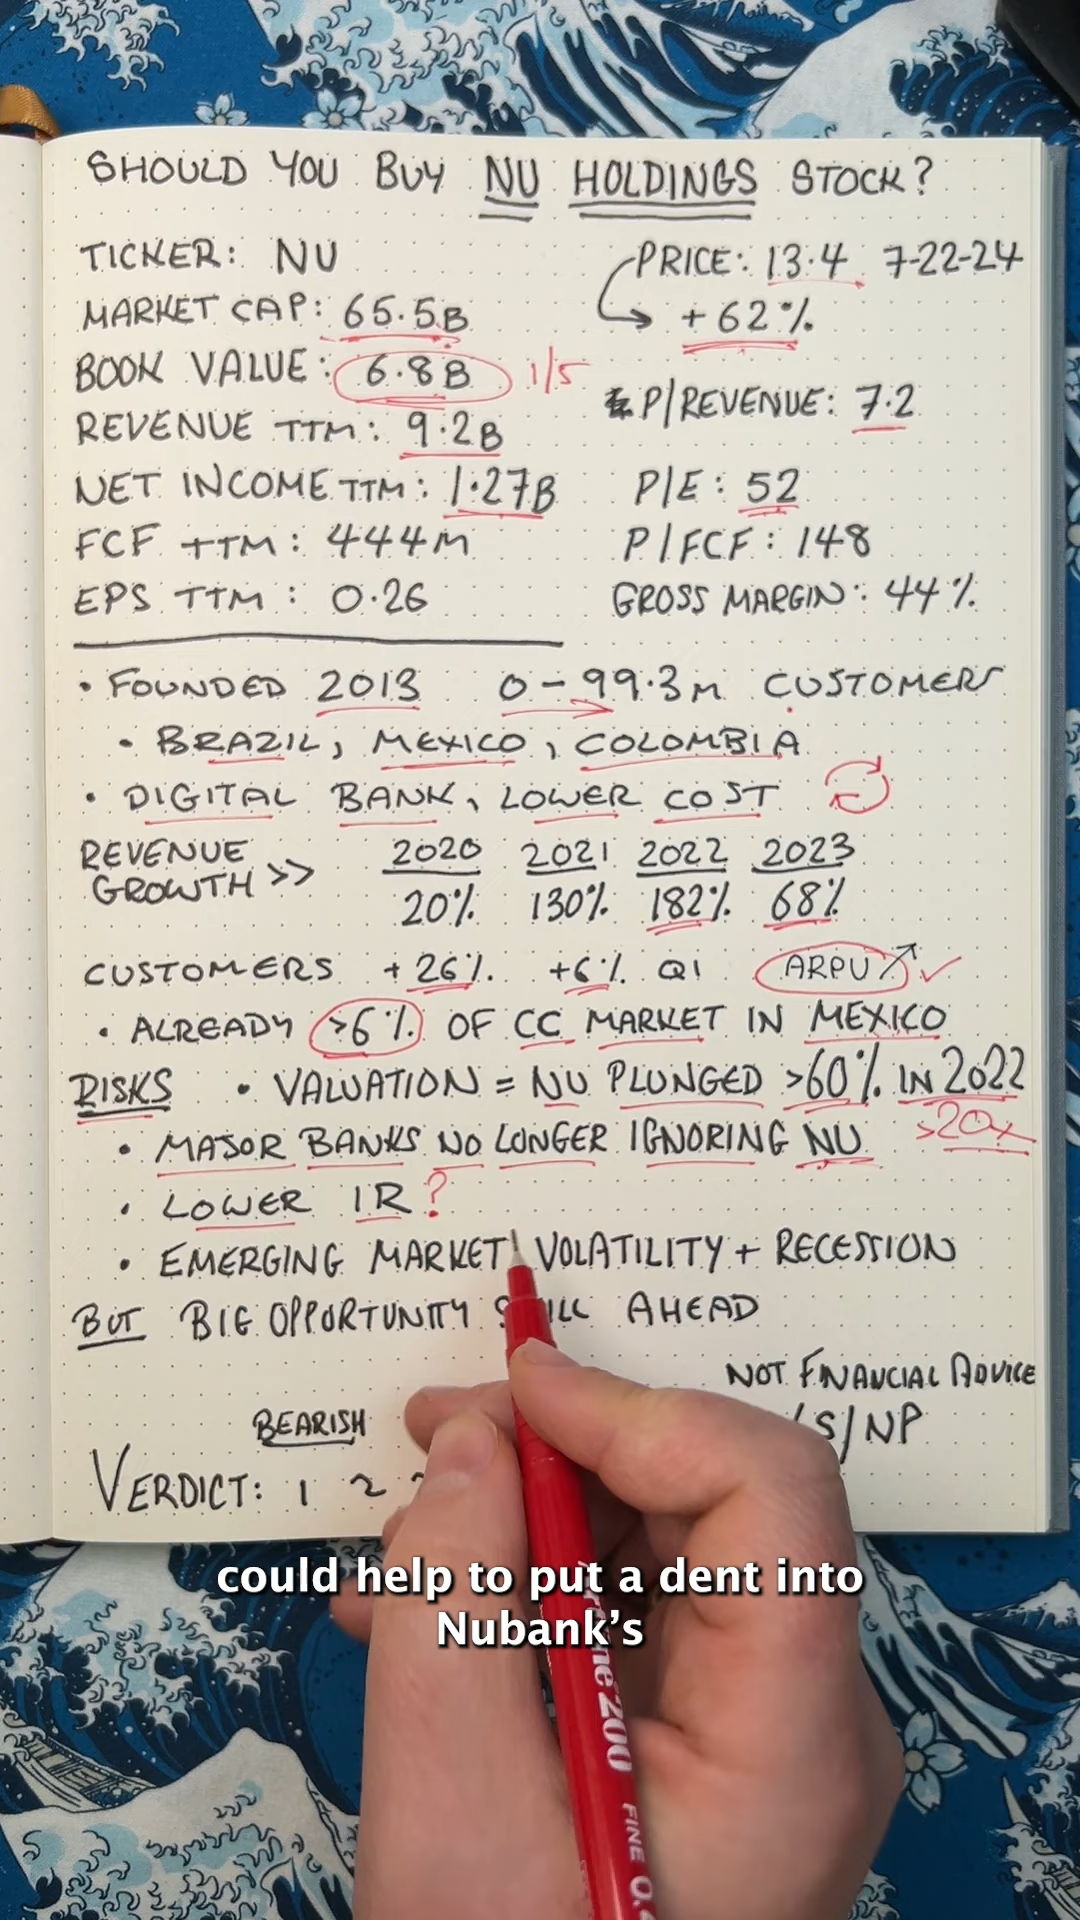 SHOULD YOU BUY NU HOLDINGS STOCK?
TICKER: NU
PRICE: 13.4 7-22-24
MARKET CAP: 65.5B
+62%
BOOK VALUE: 6.8B 1/5
P/REVENUE: 7.2
REVENUE TTM: 9.2B
NET INCOME TTM: 1.27B
P/E: 52
FCF TTM: 444M
P/FCF: 148
EPS TTM: 0.26
GROSS MARGIN: 44%
• FOUNDED 2013 0-99.3M CUSTOMERS
• BRAZIL, MEXICO, COLOMBIA
• DIGITAL BANK, LOWER COST
REVENUE GROWTH >> 2020 2021 2022 2023
20% 130% 182% 68%
CUSTOMERS +26% +6% Q1 ARPU
• ALREADY >6% OF CC MARKET IN MEXICO
RISKS • VALUATION = NU PLUNGED >60% IN 2022
>20x
• MAJOR BANKS NO LONGER IGNORING NU
• LOWER IR?
• EMERGING MARKET VOLATILITY + RECESSION
BUT BIG OPPORTUNITY AHEAD
NOT FINANCIAL ADVICE
BEARISH
/S/NP
VERDICT: 1 2
could help to put a dent into
Nubank's
200 FINE